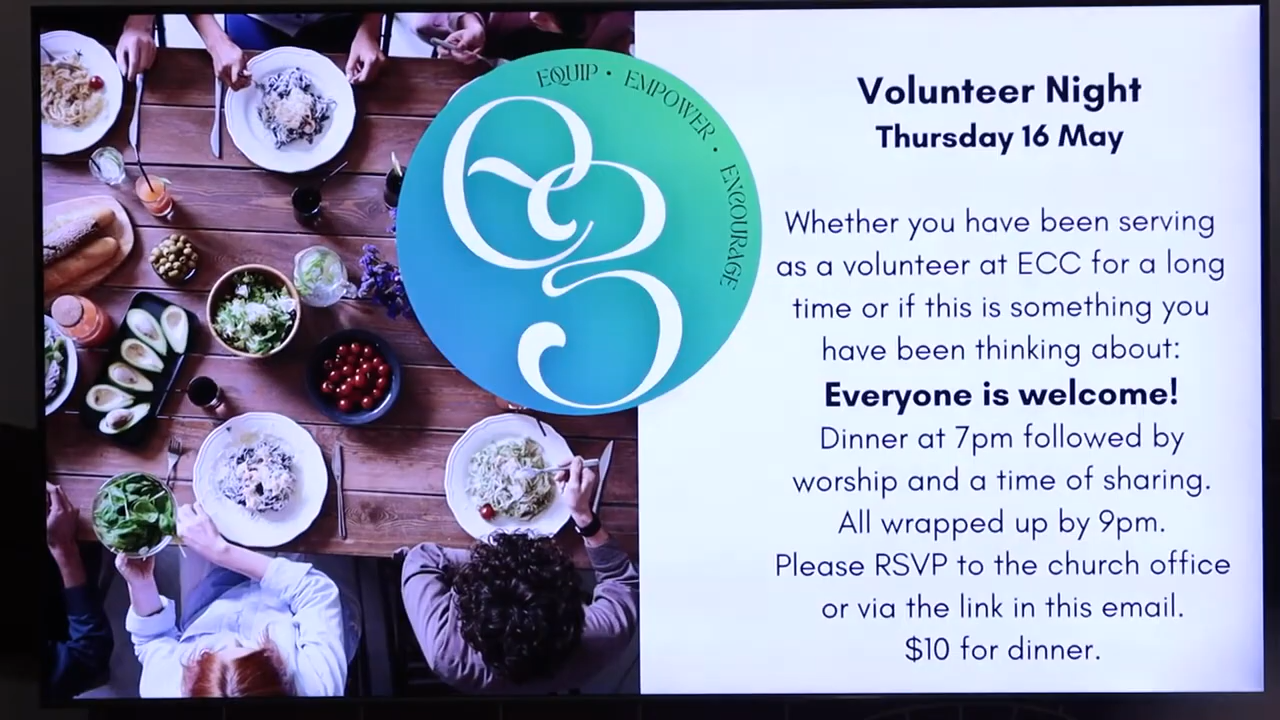 EQUIP • EMPOWER • ENCOURAGE
e3
Volunteer Night
Thursday 16 May
Whether you have been serving
as a volunteer at ECC for a long
time or if this is something you
have been thinking about:
Everyone is welcome!
Dinner at 7pm followed by
worship and a time of sharing.
All wrapped up by 9pm.
Please RSVP to the church office
or via the link in this email.
$10 for dinner.